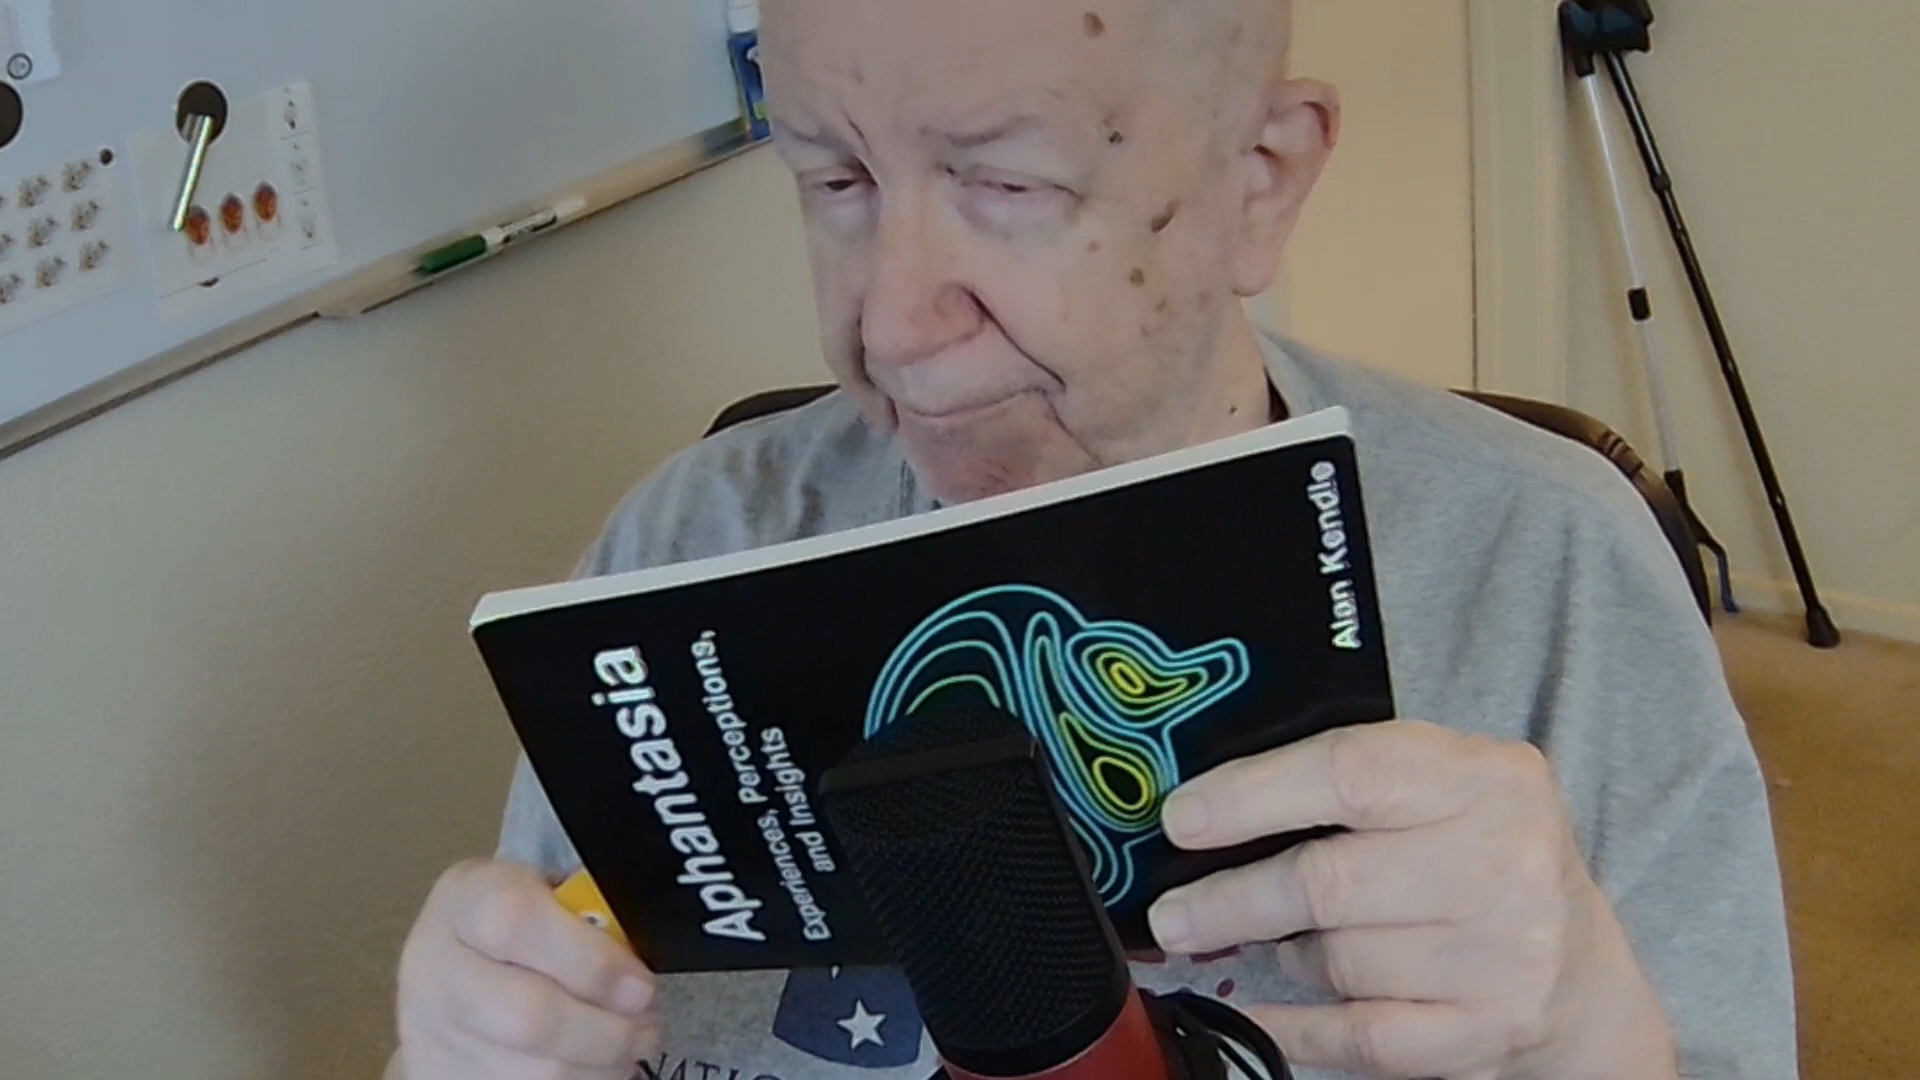 Aphantasia
Experiences, Perceptions,
and Insights
Alan Kendle